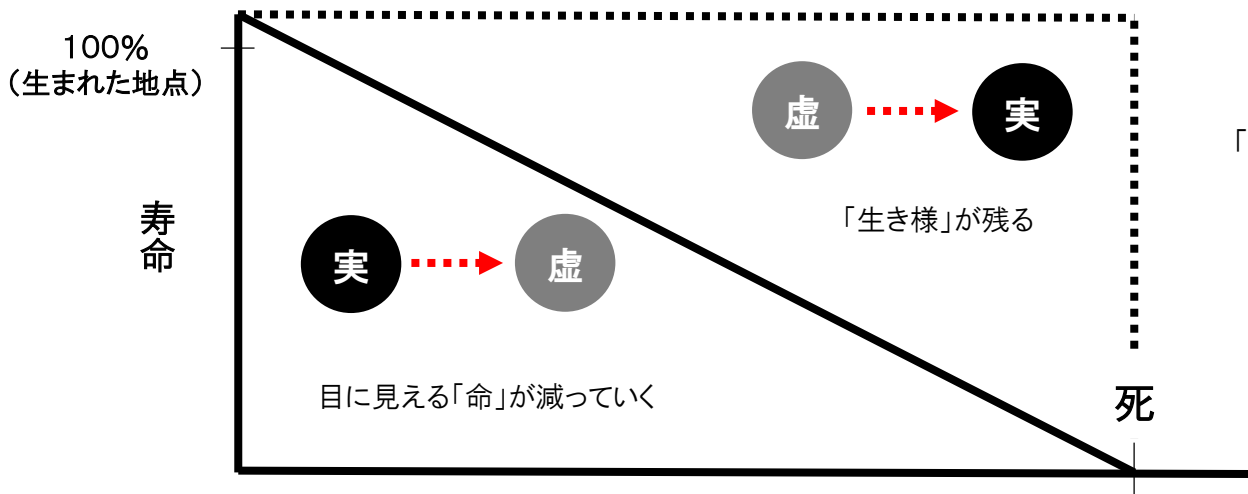 100%
（生まれた地点）
虚
実
「
「生き様」が残る
寿命
実
虚
目に見える「命」が減っていく
死